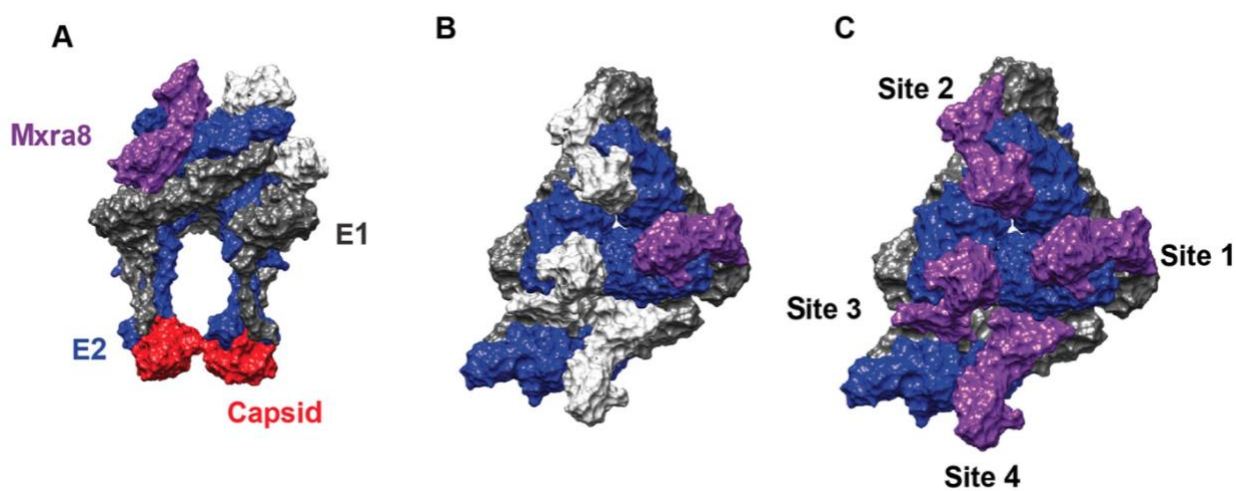 A
B
C
Site 2
Mxra8
E1
Site 1
Site 3
E2
Capsid
Site 4